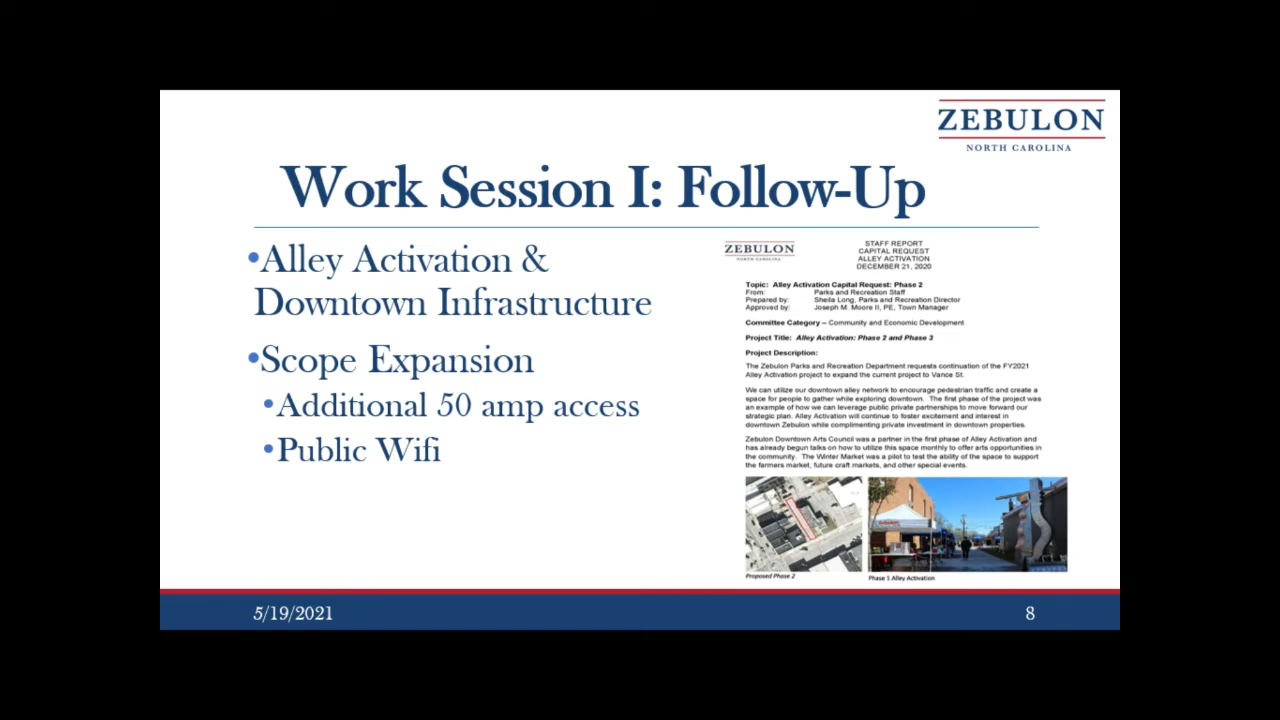 ZEBULON
NORTH CAROLINA
Work Session I: Follow-Up
•Alley Activation &
Downtown Infrastructure
•Scope Expansion
•Additional 50 amp access
•Public Wifi
ZEBULON
NORTH CAROLINA
STAFF REPORT
CAPITAL REQUEST
ALLEY ACTIVATION
DECEMBER 21, 2020
Topic: Alley Activation Capital Request: Phase 2
From: Parks and Recreation Staff
Prepared by: Sheila Long, Parks and Recreation Director
Approved by: Joseph M. Moore II, PE, Town Manager
Committee Category – Community and Economic Development
Project Title: Alley Activation: Phase 2 and Phase 3
Project Description:
The Zebulon Parks and Recreation Department requests continuation of the FY2021
Alley Activation project to expand the current project to Vance St.
We can utilize our downtown alley network to encourage pedestrian traffic and create a
space for people to gather while exploring downtown. The first phase of the project was
an example of how we can leverage public private partnerships to move forward our
strategic plan. Alley Activation will continue to foster excitement and interest in
downtown Zebulon while complimenting private investment in downtown properties.
Zebulon Downtown Arts Council was a partner in the first phase of Alley Activation and
has already begun talks on how to utilize this space monthly to offer arts opportunities in
the community. The Winter Market was a pilot to test the ability of the space to support
the farmers market, future craft markets, and other special events.
Proposed Phase 2
Phase 1 Alley Activation
5/19/2021
8